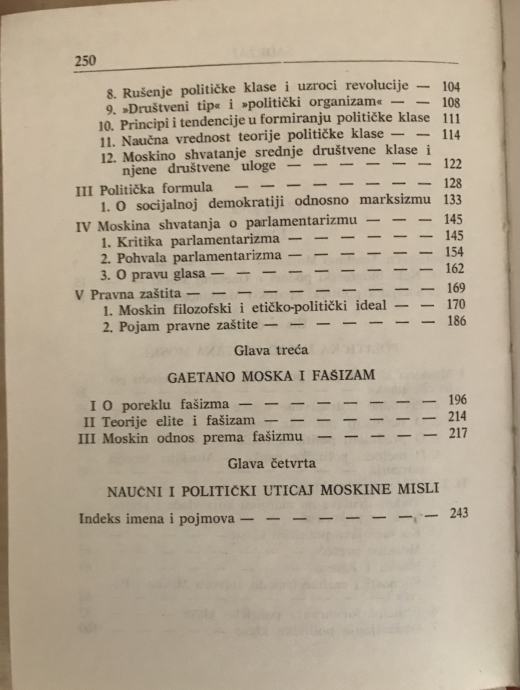 250
8. Rušenje političke klase i uzroci revolucije — 104
9. »Društveni tip« i »politički organizam« — — 108
10. Principi i tendencije u formiranju političke klase 111
11. Naučna vrednost teorije političke klase — — 114
12. Moskino shvatanje srednje društvene klase i
njene društvene uloge — — — — — — 122
III Politička formula — — — — — — — 128
1. O socijalnoj demokratiji odnosno marksizmu 133
IV Moskina shvatanja o parlamentarizmu — — — 145
1. Kritika parlamentarizma — — — — — — 145
2. Pohvala parlamentarizma — — — — — — 154
3. O pravu glasa — — — — — — — — 162
V Pravna zaštita — — — — — — — — — 169
1. Moskin filozofski i etičko-politički ideal — — 170
2. Pojam pravne zaštite — — — — — — — 186
Glava treća
GAETANO MOSKA I FAŠIZAM
I O poreklu fašizma — — — — — — — — 196
II Teorije elite i fašizam — — — — — — — 214
III Moskin odnos prema fašizmu — — — — — 217
Glava četvrta
NAUČNI I POLITIČKI UTICAJ MOSKINE MISLI
Indeks imena i pojmova — — — — — — — — 243